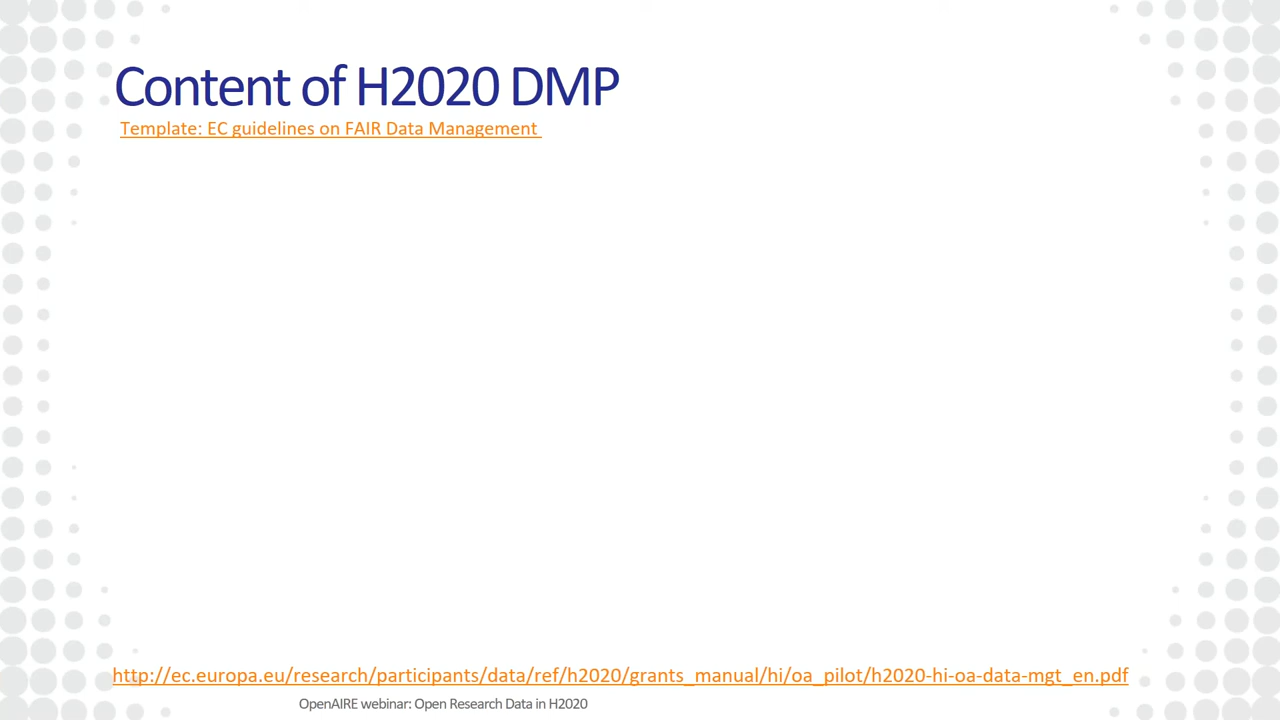 Content of H2020 DMP
Template: EC guidelines on FAIR Data Management
http://ec.europa.eu/research/participants/data/ref/h2020/grants_manual/hi/oa_pilot/h2020-hi-oa-data-mgt_en.pdf
OpenAIRE webinar: Open Research Data in H2020